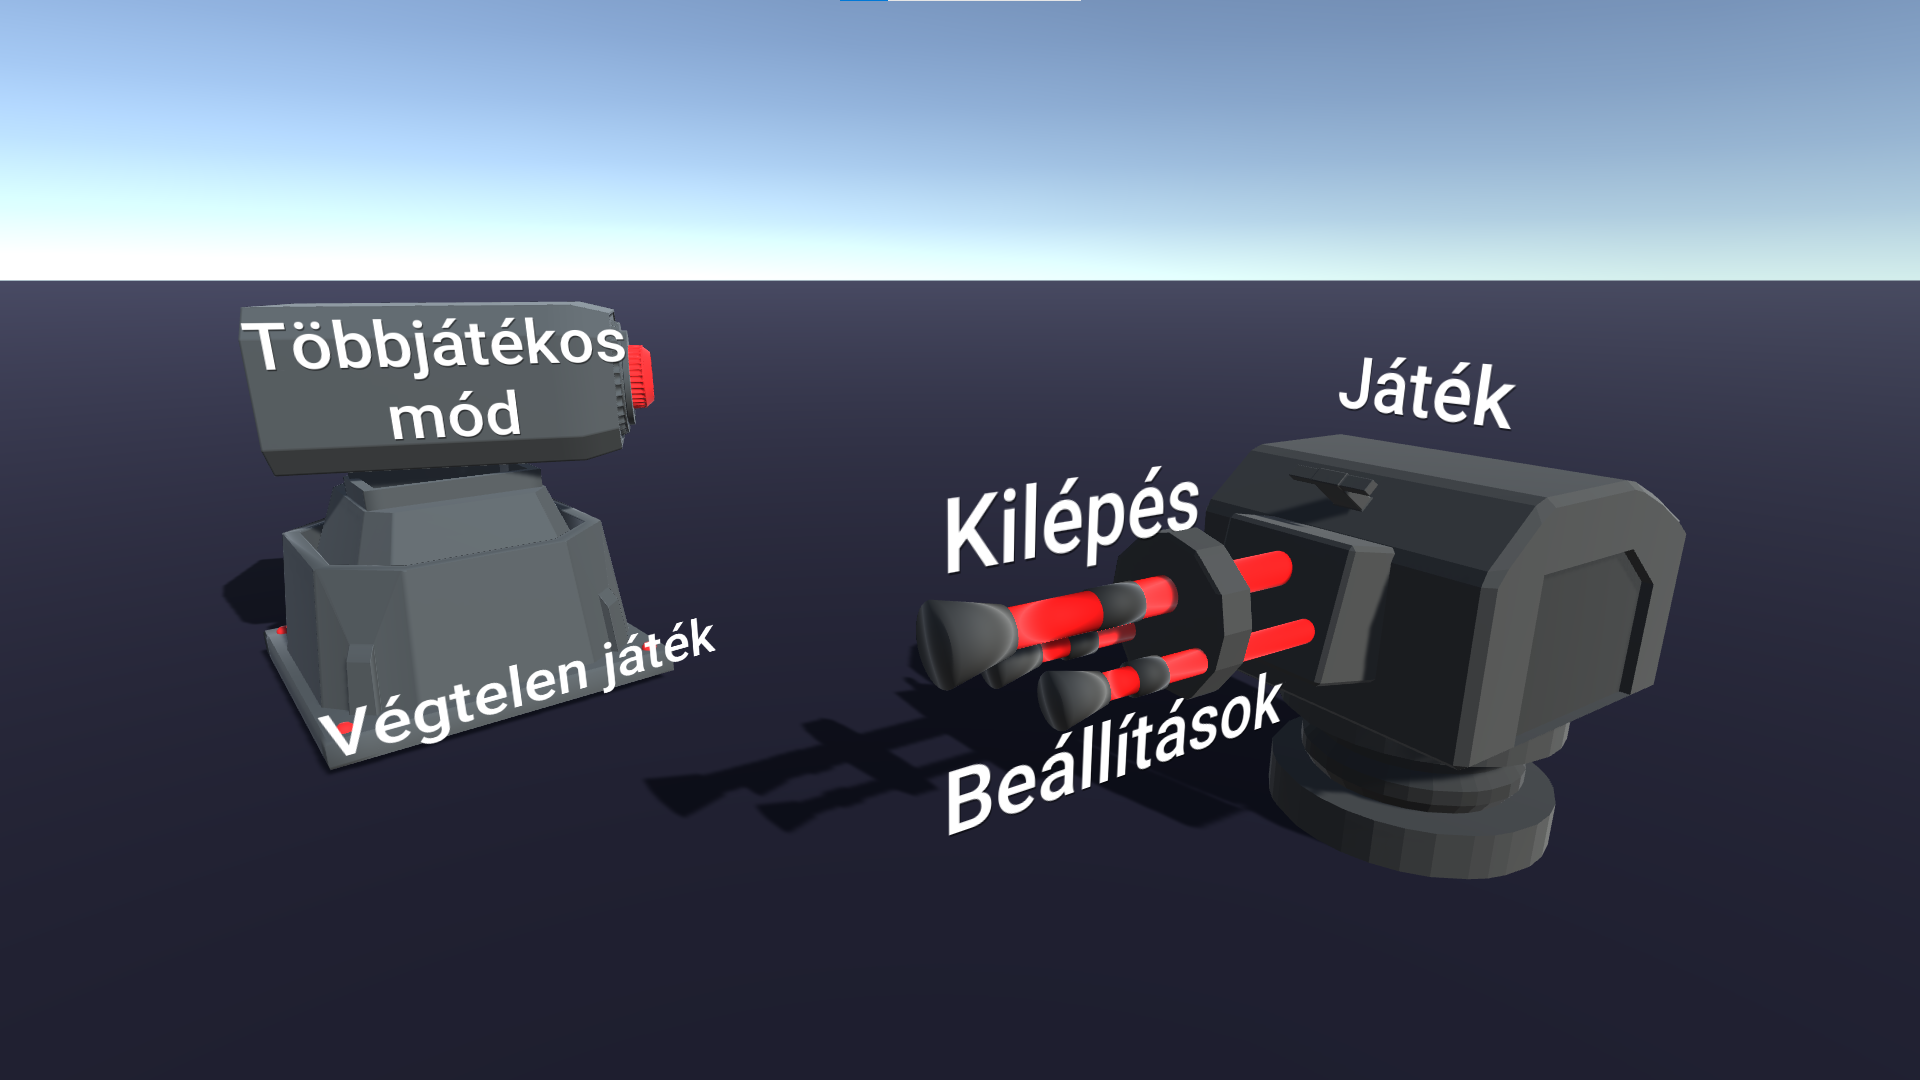 Többjátékos
mód
Végtelen játék
Játék
Kilépés
Beállítások